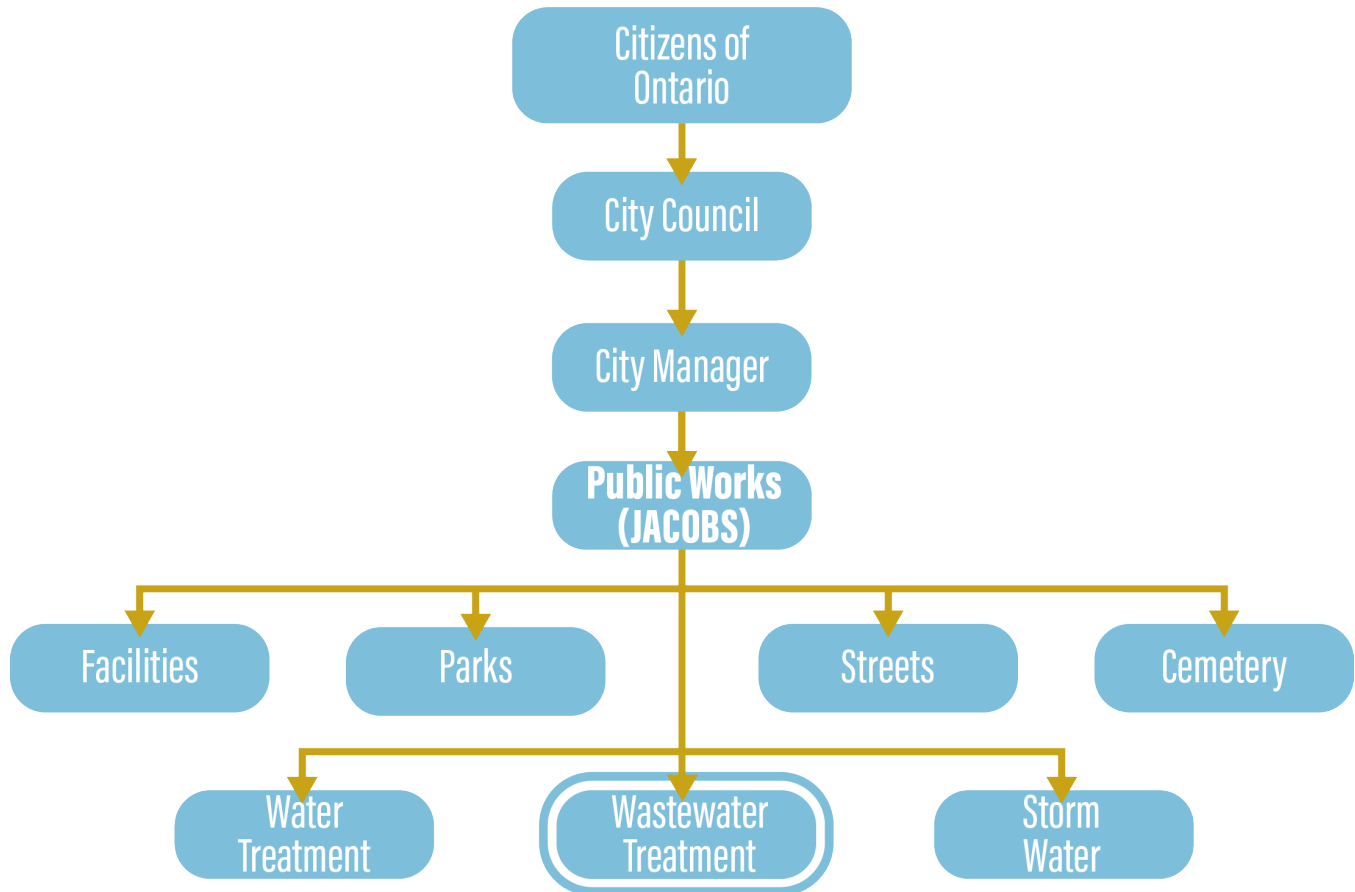 Citizens of
Ontario
City Council
City Manager
Public Works
(JACOBS)
Facilities
Parks
Streets
Cemetery
Water
Treatment
Wastewater
Treatment
Storm
Water